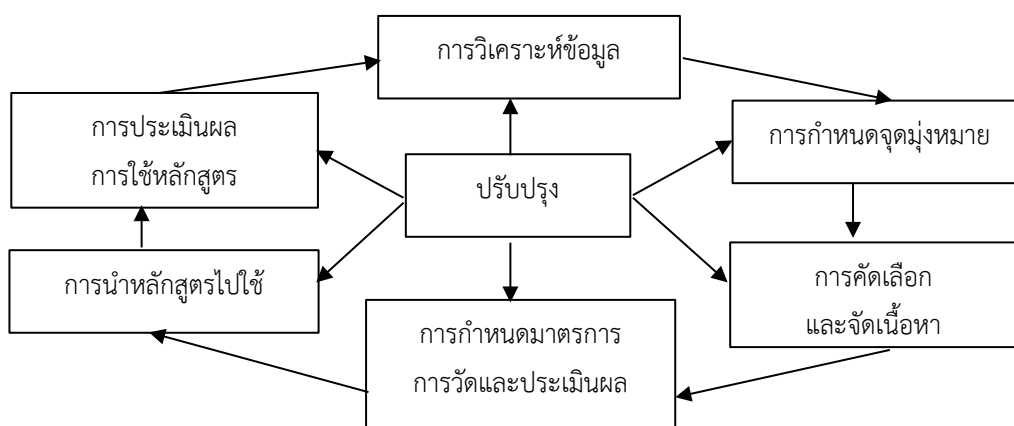 การวิเคราะห์ข้อมูล
การประเมินผล
การใช้หลักสูตร
การกำหนดจุดมุ่งหมาย
ปรับปรุง
การนำหลักสูตรไปใช้
การคัดเลือก
และจัดเนื้อหา
การกำหนดมาตรการ
การวัดและประเมินผล